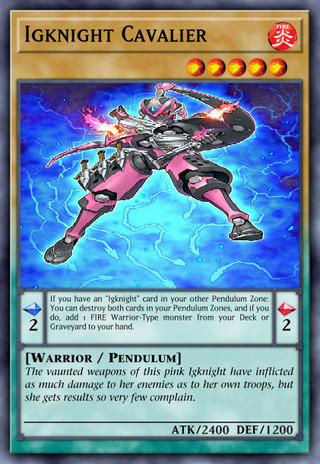 Igknight Cavalier
FIRE
炎
If you have an "Igknight" card in your other Pendulum Zone:
You can destroy both cards in your Pendulum Zones, and if you
do, add 1 FIRE Warrior-Type monster from your Deck or
Graveyard to your hand.
2
2
[Warrior / Pendulum]
The vaunted weapons of this pink Igknight have inflicted
as much damage to her enemies as to her own troops, but
she gets results so very few complain.
ATK/2400 DEF/1200